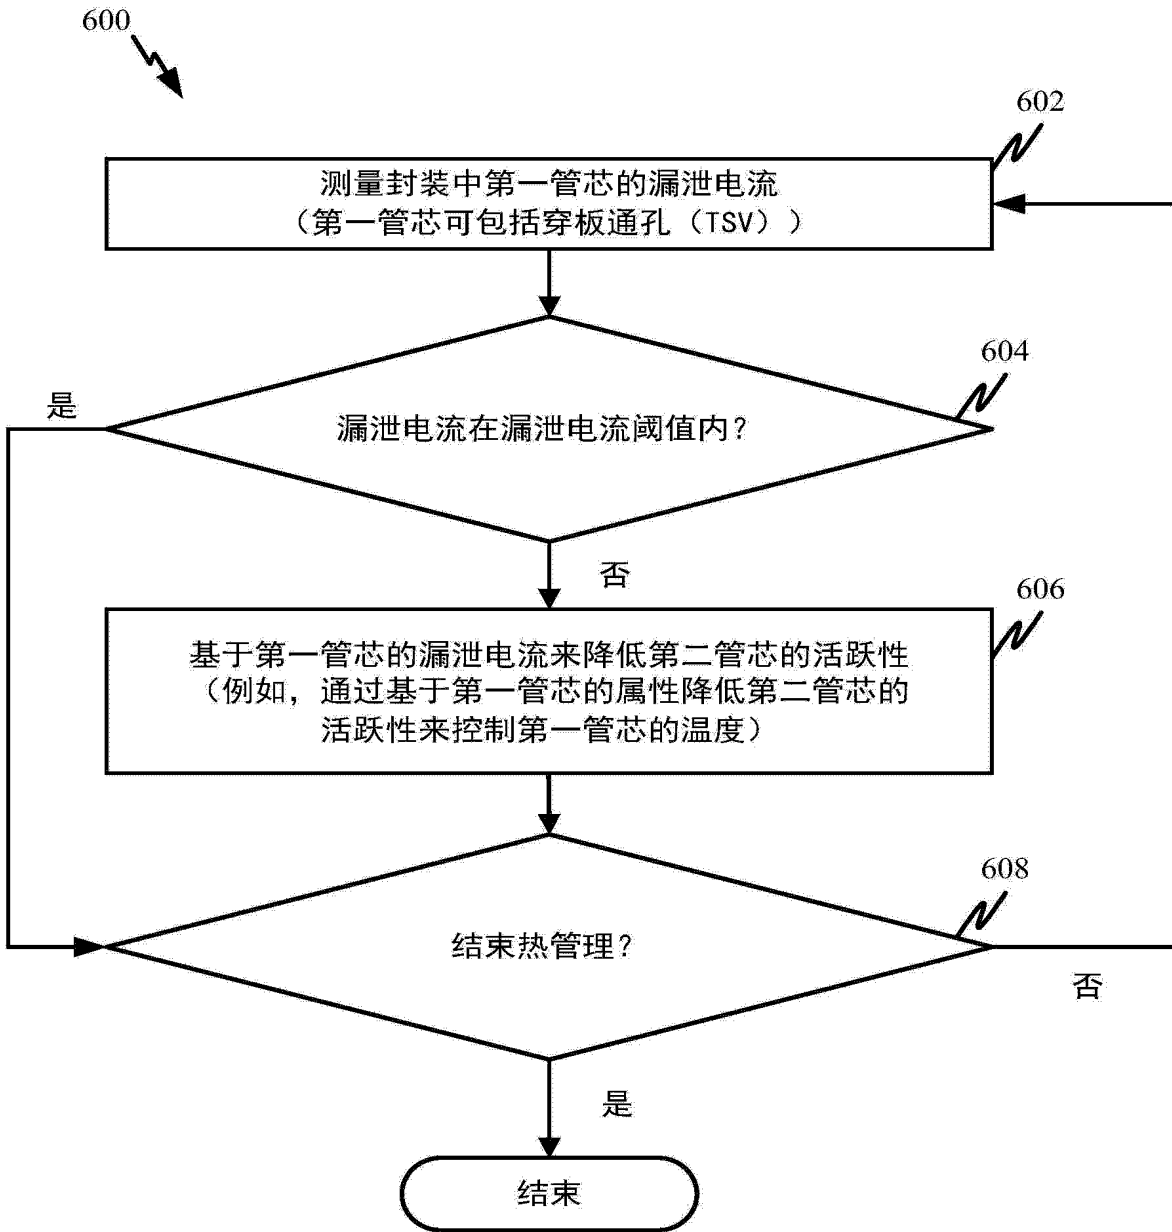 600
602
测量封装中第一管芯的漏泄电流
（第一管芯可包括穿板通孔（TSV））
604
是
漏泄电流在漏泄电流阈值内？
否
606
基于第一管芯的漏泄电流来降低第二管芯的活跃性
（例如，通过基于第一管芯的属性降低第二管芯的
活跃性来控制第一管芯的温度）
608
结束热管理？
否
是
结束